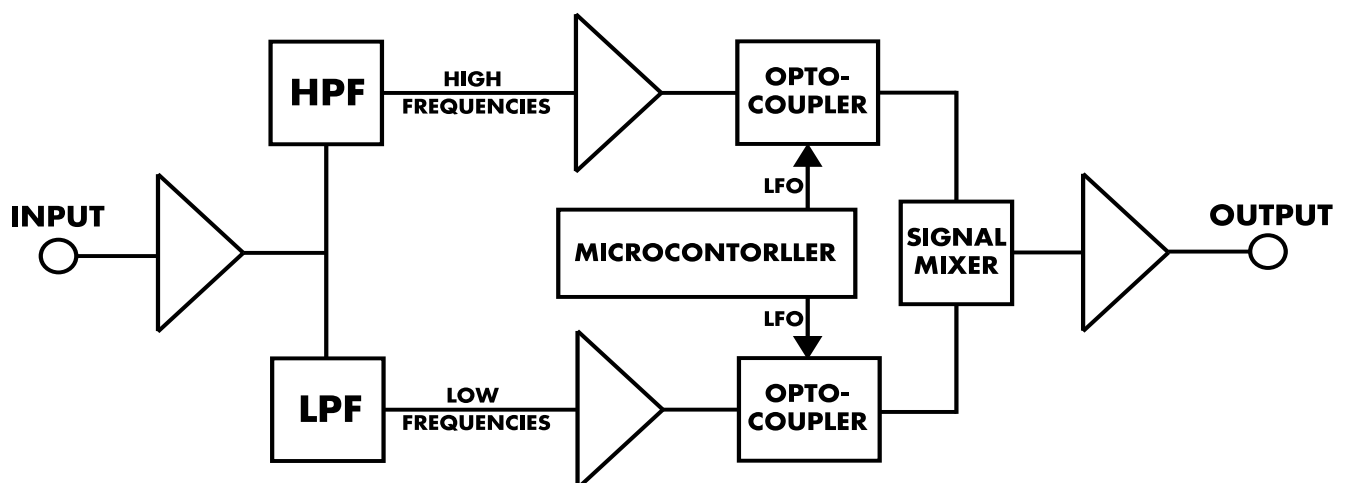 HPF
HIGH
FREQUENCIES
OPTO-
COUPLER
LFO
INPUT
MICROCONTORLLER
SIGNAL
MIXER
OUTPUT
LFO
LPF
LOW
FREQUENCIES
OPTO-
COUPLER